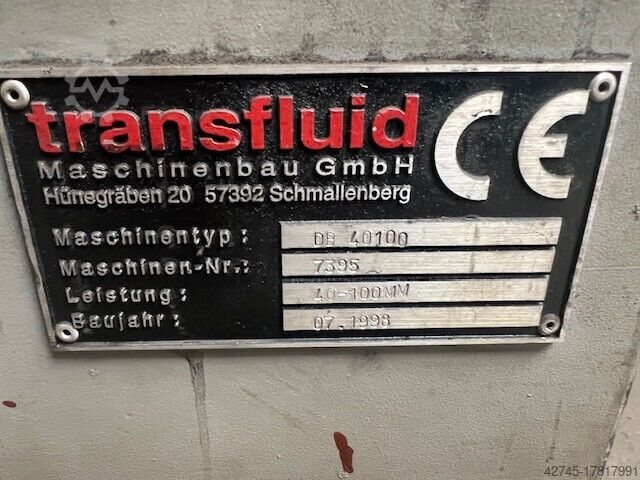 transfluid
Maschinenbau GmbH
Hünegräben 20 57392 Schmallenberg
CE
Maschinentyp: DB 40100
Maschinen-Nr.: 7395
Leistung: 40-100MM
Baujahr: 07.1998
42745-17817991